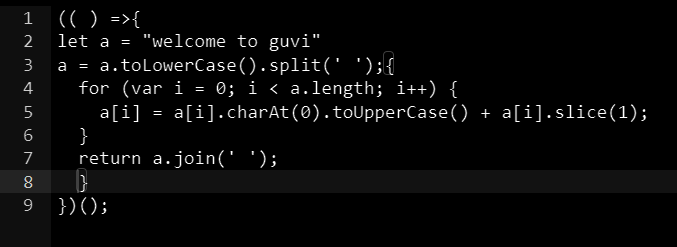 1 (( ) =>{
2 let a = "welcome to guvi"
3 a = a.toLowerCase().split(' ');{
4   for (var i = 0; i < a.length; i++) {
5     a[i] = a[i].charAt(0).toUpperCase() + a[i].slice(1);
6   }
7   return a.join(' ');
8   }
9 })();